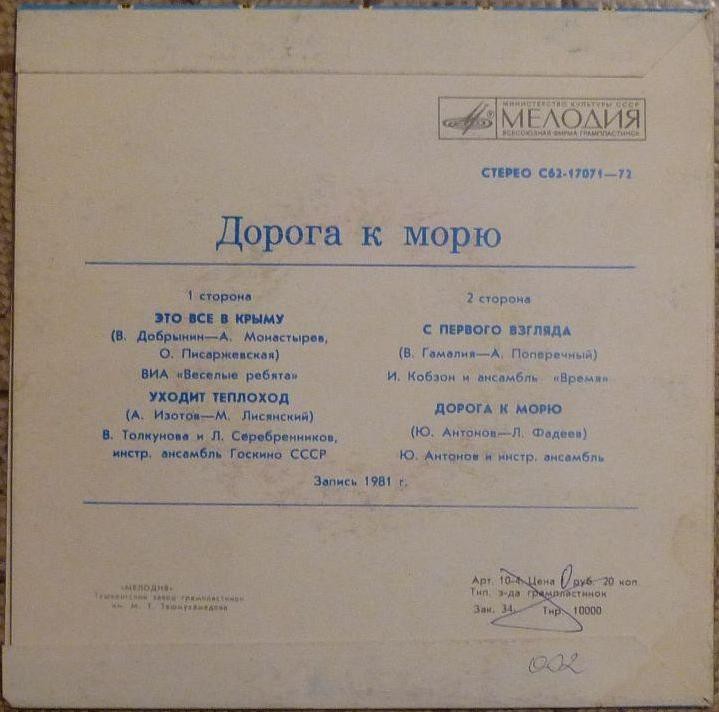 МИНИСТЕРСТВО КУЛЬТУРЫ СССР
МЕЛОДИЯ
ВСЕСОЮЗНАЯ ФИРМА ГРАМПЛАСТИНОК
СТЕРЕО С62-17071—72
Дорога к морю
1 сторона
ЭТО ВСЕ В КРЫМУ
(В. Добрынин—А. Монастырев,
О. Писаржевская)
ВИА «Веселые ребята»
УХОДИТ ТЕПЛОХОД
(А. Изотов—М. Лисянский)
В. Толкунова и Л. Серебренников,
инстр. ансамбль Госкино СССР
2 сторона
С ПЕРВОГО ВЗГЛЯДА
(В. Гамалия—А. Поперечный)
И. Кобзон и ансамбль «Время»
ДОРОГА К МОРЮ
(Ю. Антонов—Л. Фадеев)
Ю. Антонов и инстр. ансамбль
Запись 1981 г.
«МЕЛОДИЯ»
Ташкентский завод грампластинок
им. М. Т. Ташмухамедова
Арт. 10-4 Цена 0 руб. 20 коп
Тип. з-да грампластинок
Зак. 34. Тир. 10000
002